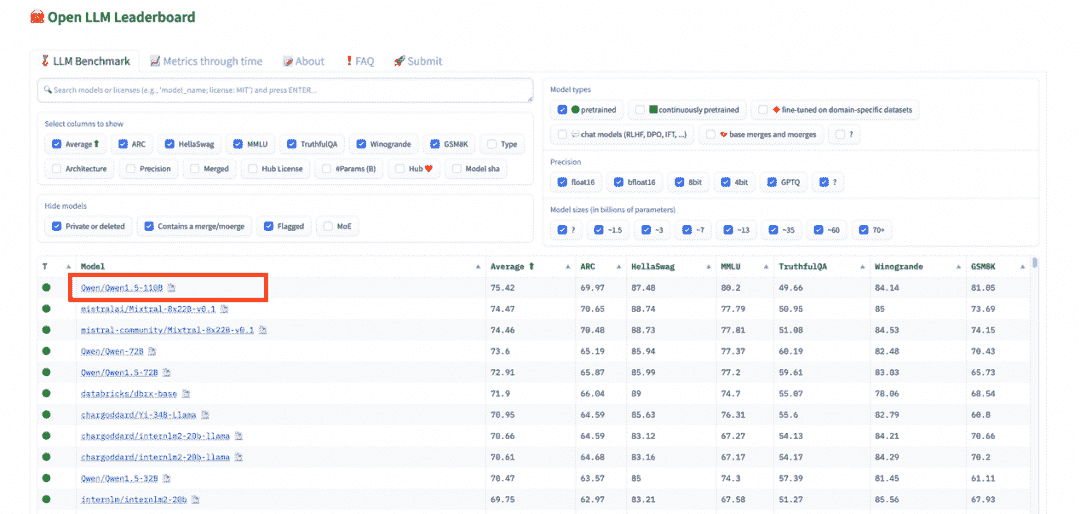 Open LLM Leaderboard
LLM Benchmark Metrics through time About FAQ Submit
Search models or licenses (e.g., 'model_name; license: MIT') and press ENTER...
Select columns to show
Average ARC HellaSwag MMLU TruthfulQA Winogrande GSM8K Type
Architecture Precision Merged Hub License #Params (B) Hub Model sha
Hide models
Private or deleted Contains a merge/moerge Flagged MoE
Model types
pretrained continuously pretrained fine-tuned on domain-specific datasets
chat models (RLHF, DPO, IFT, ...) base merges and moerges ?
Precision
float16 bfloat16 8bit 4bit GPTQ ?
Model sizes (in billions of parameters)
? ~1.5 ~3 ~7 ~13 ~35 ~60 70+
T Model Average ARC HellaSwag MMLU TruthfulQA Winogrande GSM8K
Qwen/Qwen1.5-110B 75.42 69.97 87.48 80.2 49.66 84.14 81.05
mistralai/Mixtral-8x22B-v0.1 74.47 70.65 88.74 77.79 50.95 85 73.69
mistral-community/Mixtral-8x22B-v0.1 74.46 70.48 88.73 77.81 51.08 84.53 74.15
Qwen/Qwen-72B 73.6 65.19 85.94 77.37 60.19 82.48 70.43
Qwen/Qwen1.5-72B 72.91 65.87 85.99 77.2 59.61 83.03 65.73
databricks/dbrx-base 71.9 66.04 89 74.7 55.07 78.06 68.54
chargoddard/Yi-34B-Llama 70.95 64.59 85.63 76.31 55.6 82.79 60.8
chargoddard/internlm2-20b-llama 70.66 64.59 83.12 67.27 54.13 84.21 70.66
chargoddard/internlm2-20b-llama 70.61 64.68 83.16 67.17 54.17 84.29 70.2
Qwen/Qwen1.5-32B 70.47 63.57 85 74.3 57.39 81.45 61.11
internlm/internlm2-20b 69.75 62.97 83.21 67.58 51.27 85.56 67.93